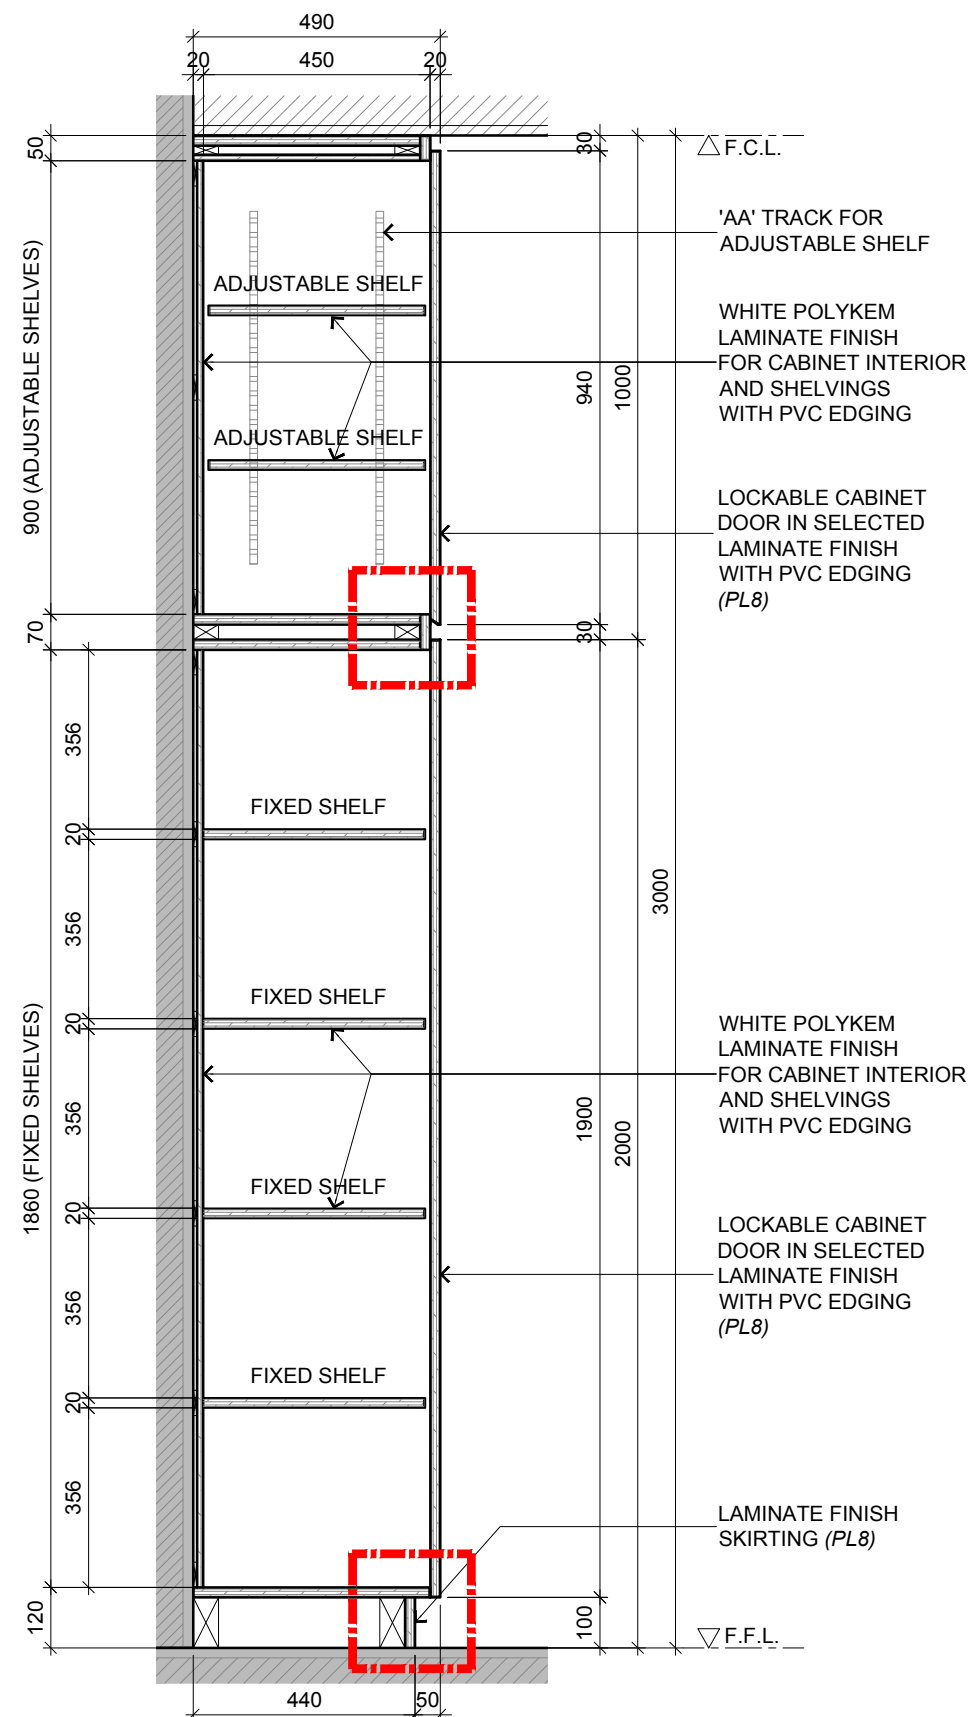 490
20 450 20
50
30
F.C.L.
'AA' TRACK FOR
ADJUSTABLE SHELF
ADJUSTABLE SHELF
WHITE POLYKEM
LAMINATE FINISH
FOR CABINET INTERIOR
AND SHELVINGS
WITH PVC EDGING
900 (ADJUSTABLE SHELVES)
940
1000
ADJUSTABLE SHELF
LOCKABLE CABINET
DOOR IN SELECTED
LAMINATE FINISH
WITH PVC EDGING
(PL8)
70
30
356
FIXED SHELF
20
3000
356
FIXED SHELF
20
WHITE POLYKEM
LAMINATE FINISH
FOR CABINET INTERIOR
AND SHELVINGS
WITH PVC EDGING
1860 (FIXED SHELVES)
356
1900
2000
FIXED SHELF
20
LOCKABLE CABINET
DOOR IN SELECTED
LAMINATE FINISH
WITH PVC EDGING
(PL8)
356
FIXED SHELF
20
356
LAMINATE FINISH
SKIRTING (PL8)
120
100
F.F.L.
440 50